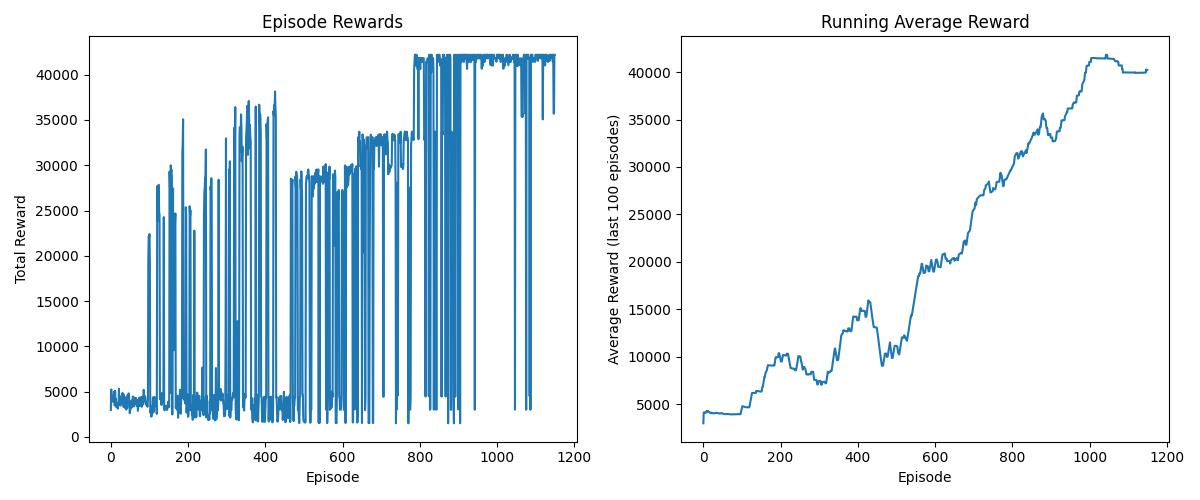 Episode Rewards
Total Reward
40000
35000
30000
25000
20000
15000
10000
5000
0
0 200 400 600 800 1000 1200
Episode
Running Average Reward
Average Reward (last 100 episodes)
40000
35000
30000
25000
20000
15000
10000
5000
0 200 400 600 800 1000 1200
Episode